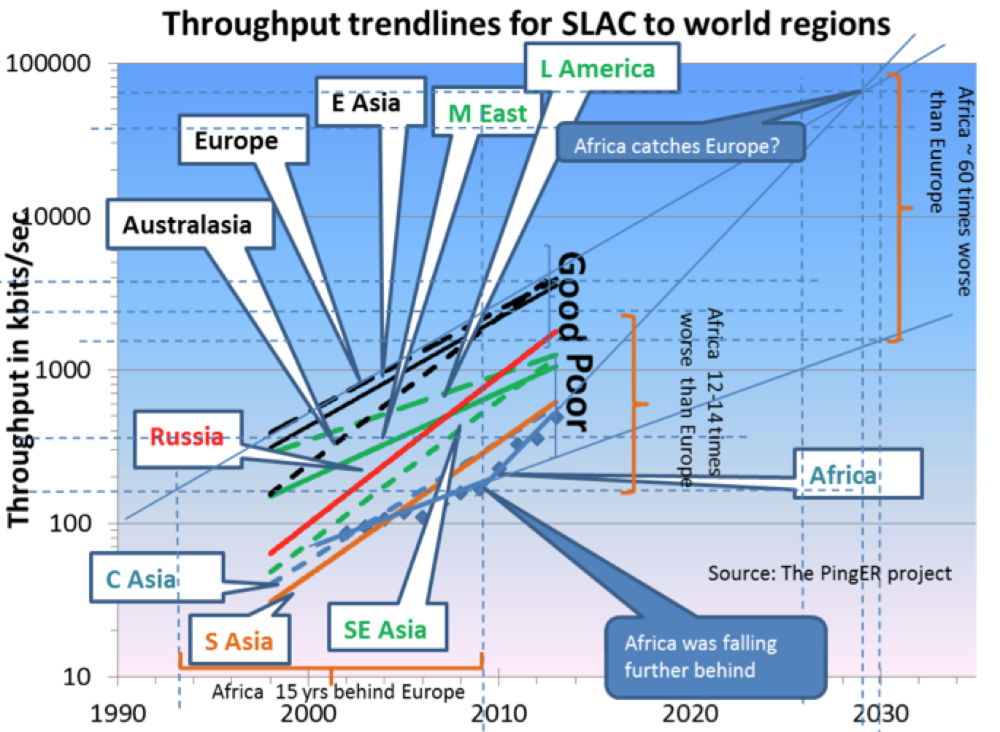 Throughput trendlines for SLAC to world regions
Throughput in kbits/sec.
100000
10000
1000
100
10
1990
2000
2010
2020
2030
L America
E Asia
M East
Europe
Australasia
Africa catches Europe?
Africa ~ 60 times worse
than Euurope
Good
Poor
Africa 12-14 times
worse than Europe
Russia
Africa
C Asia
S Asia
SE Asia
Source: The PingER project
Africa was falling
further behind
Africa 15 yrs behind Europe